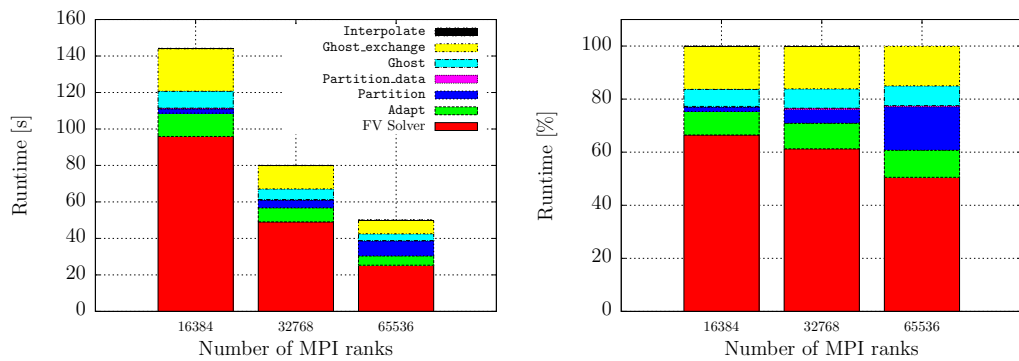 160
140
120
100
80
60
40
20
0
Runtime [s]
Interpolate
Ghost_exchange
Ghost
Partition_data
Partition
Adapt
FV Solver
16384 32768 65536
Number of MPI ranks
100
80
60
40
20
0
Runtime [%]
16384 32768 65536
Number of MPI ranks